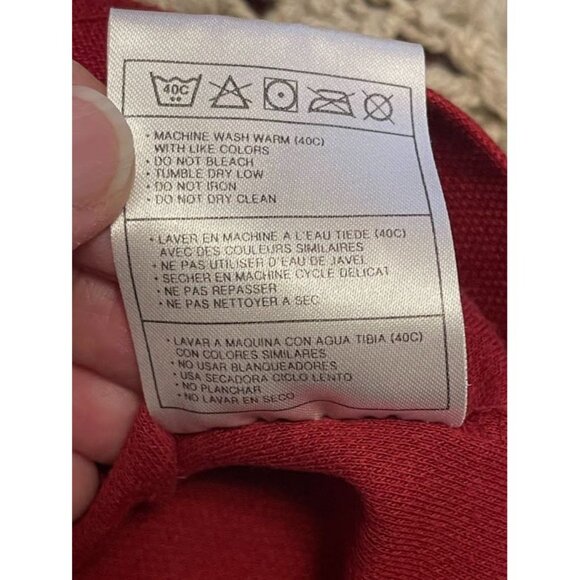 40C
• MACHINE WASH WARM (40C)
WITH LIKE COLORS
• DO NOT BLEACH
• TUMBLE DRY LOW
• DO NOT IRON
• DO NOT DRY CLEAN
• LAVER EN MACHINE A L'EAU TIEDE (40C)
AVEC DES COULEURS SIMILAIRES
• NE PAS UTILISER D'EAU DE JAVEL
• SECHER EN MACHINE CYCLE DELICAT
• NE PAS REPASSER
• NE PAS NETTOYER A SEC
• LAVAR A MAQUINA CON AGUA TIBIA (40C)
CON COLORES SIMILARES
• NO USAR BLANQUEADORES
• USA SECADORA CICLO LENTO
• NO PLANCHAR
• NO LAVAR EN SECO